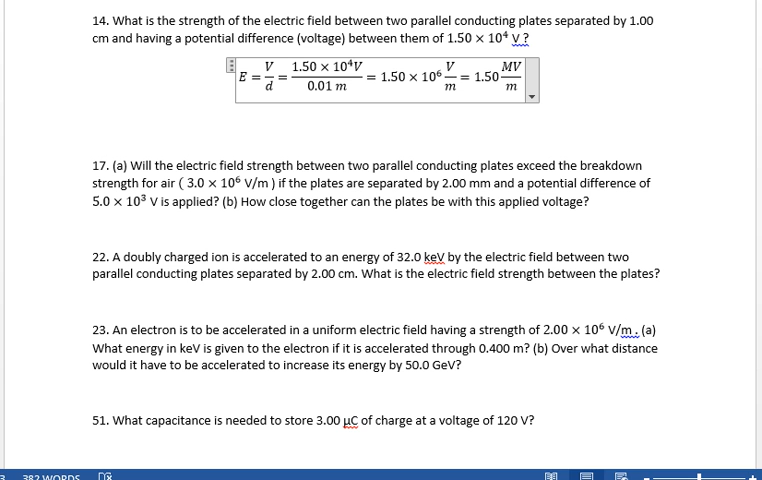 14. What is the strength of the electric field between two parallel conducting plates separated by 1.00
cm and having a potential difference (voltage) between them of 1.50 × 10⁴ V ?
E = V/d = 1.50 × 10⁴V / 0.01 m = 1.50 × 10⁶ V/m = 1.50 MV/m
17. (a) Will the electric field strength between two parallel conducting plates exceed the breakdown
strength for air ( 3.0 × 10⁶ V/m ) if the plates are separated by 2.00 mm and a potential difference of
5.0 × 10³ V is applied? (b) How close together can the plates be with this applied voltage?
22. A doubly charged ion is accelerated to an energy of 32.0 keV by the electric field between two
parallel conducting plates separated by 2.00 cm. What is the electric field strength between the plates?
23. An electron is to be accelerated in a uniform electric field having a strength of 2.00 × 10⁶ V/m . (a)
What energy in keV is given to the electron if it is accelerated through 0.400 m? (b) Over what distance
would it have to be accelerated to increase its energy by 50.0 GeV?
51. What capacitance is needed to store 3.00 μC of charge at a voltage of 120 V?
3 382 WORDS